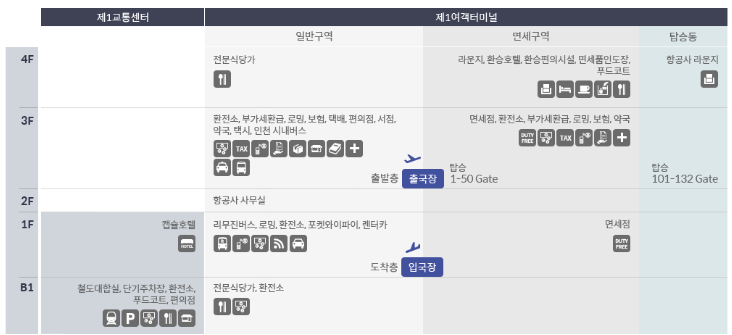 제1교통센터
제1여객터미널
일반구역
면세구역
탑승동
4F
전문식당가
라운지, 환승호텔, 환승편의시설, 면세품인도장,
푸드코트
항공사 라운지
3F
환전소, 부가세환급, 로밍, 보험, 택배, 편의점, 서점,
약국, 택시, 인천 시내버스
TAX
출발층 출국장
면세점, 환전소, 부가세환급, 로밍, 보험, 약국
DUTY
FREE
TAX
탑승
1-50 Gate
탑승
101-132 Gate
2F
항공사 사무실
1F
캡슐호텔
HOTEL
리무진버스, 로밍, 환전소, 포켓와이파이, 렌터카
도착층 입국장
면세점
DUTY
FREE
B1
철도대합실, 단기주차장, 환전소,
푸드코트, 편의점
P
전문식당가, 환전소